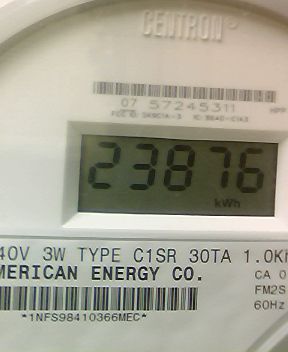 CENTRON®
07 57245311
23876
kWh
40V 3W TYPE C1SR 30TA 1.0K
MERICAN ENERGY CO.
CA 0
FM2S
60Hz
*1NFS98410366MEC*